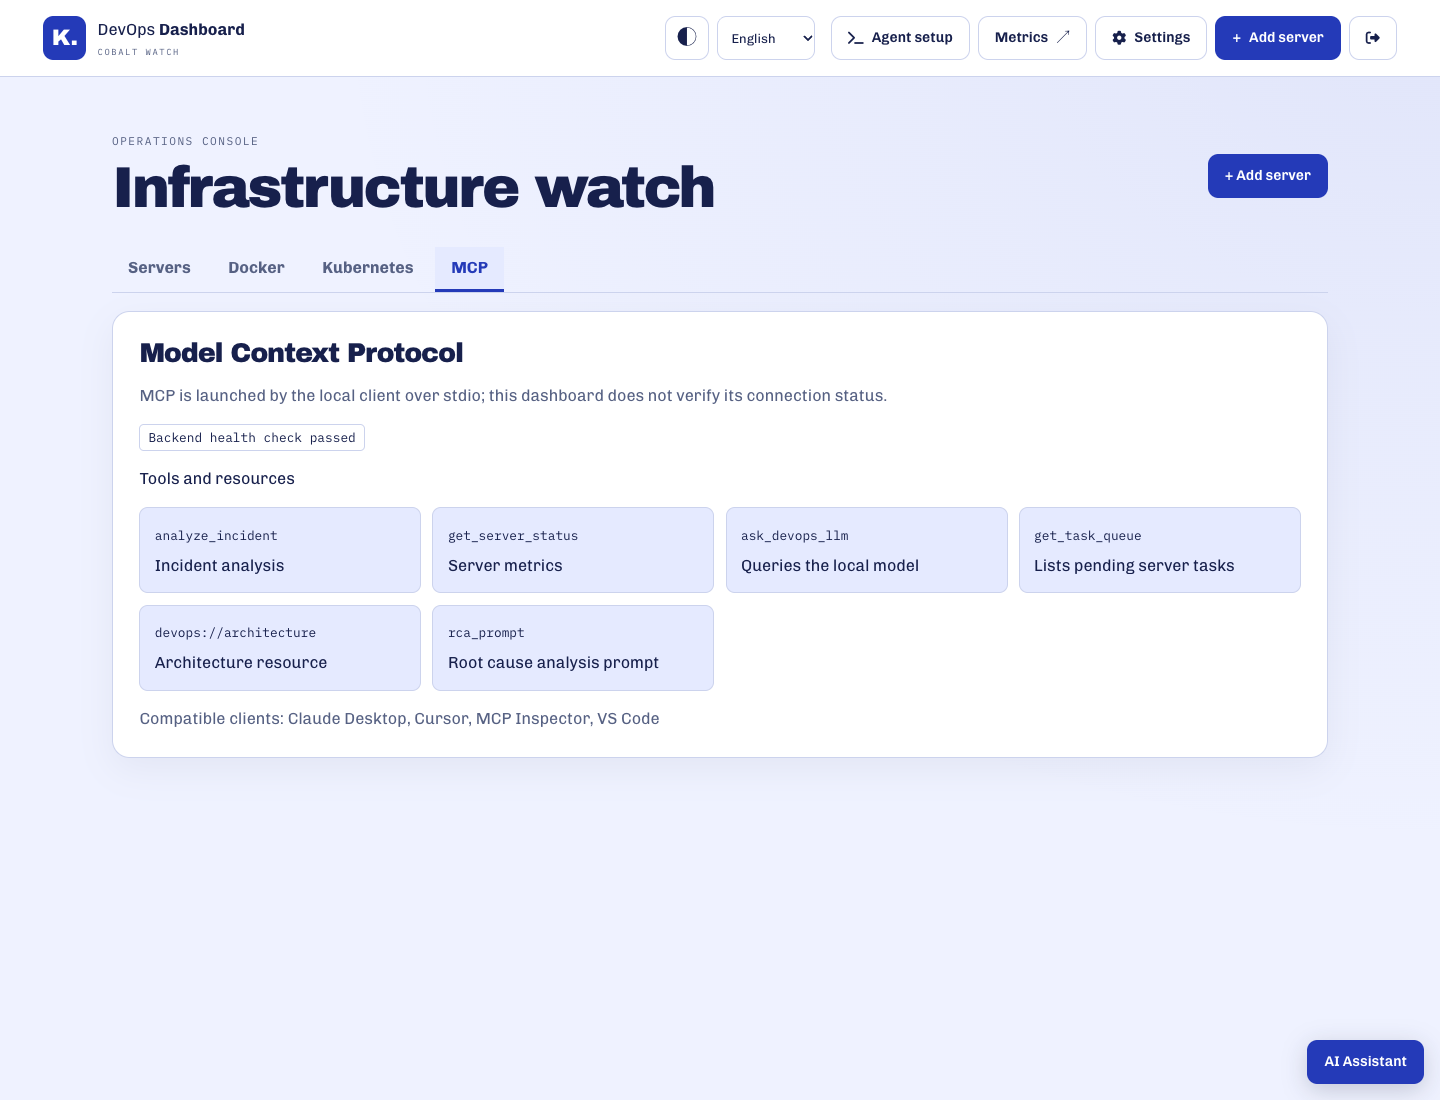 K.
DevOps Dashboard
COBALT WATCH
English
Agent setup
Metrics ↗
Settings
+ Add server
OPERATIONS CONSOLE
Infrastructure watch
+ Add server
Servers
Docker
Kubernetes
MCP
Model Context Protocol
MCP is launched by the local client over stdio; this dashboard does not verify its connection status.
Backend health check passed
Tools and resources
analyze_incident
Incident analysis
get_server_status
Server metrics
ask_devops_llm
Queries the local model
get_task_queue
Lists pending server tasks
devops://architecture
Architecture resource
rca_prompt
Root cause analysis prompt
Compatible clients: Claude Desktop, Cursor, MCP Inspector, VS Code
AI Assistant